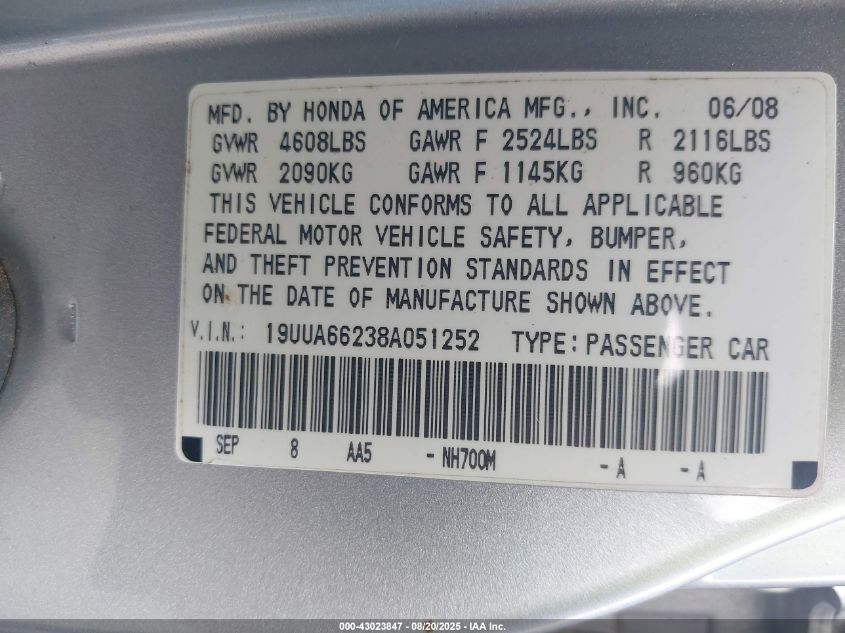 MFD. BY HONDA OF AMERICA MFG., INC. 06/08
GVWR 4608LBS GAWR F 2524LBS R 2116LBS
GVWR 2090KG GAWR F 1145KG R 960KG
THIS VEHICLE CONFORMS TO ALL APPLICABLE
FEDERAL MOTOR VEHICLE SAFETY, BUMPER,
AND THEFT PREVENTION STANDARDS IN EFFECT
ON THE DATE OF MANUFACTURE SHOWN ABOVE.
V.I.N.: 19UUA66238A051252 TYPE: PASSENGER CAR
SEP 8 AA5 - NH700M - A - A
000-43023847 - 08/20/2025 - IAA Inc.